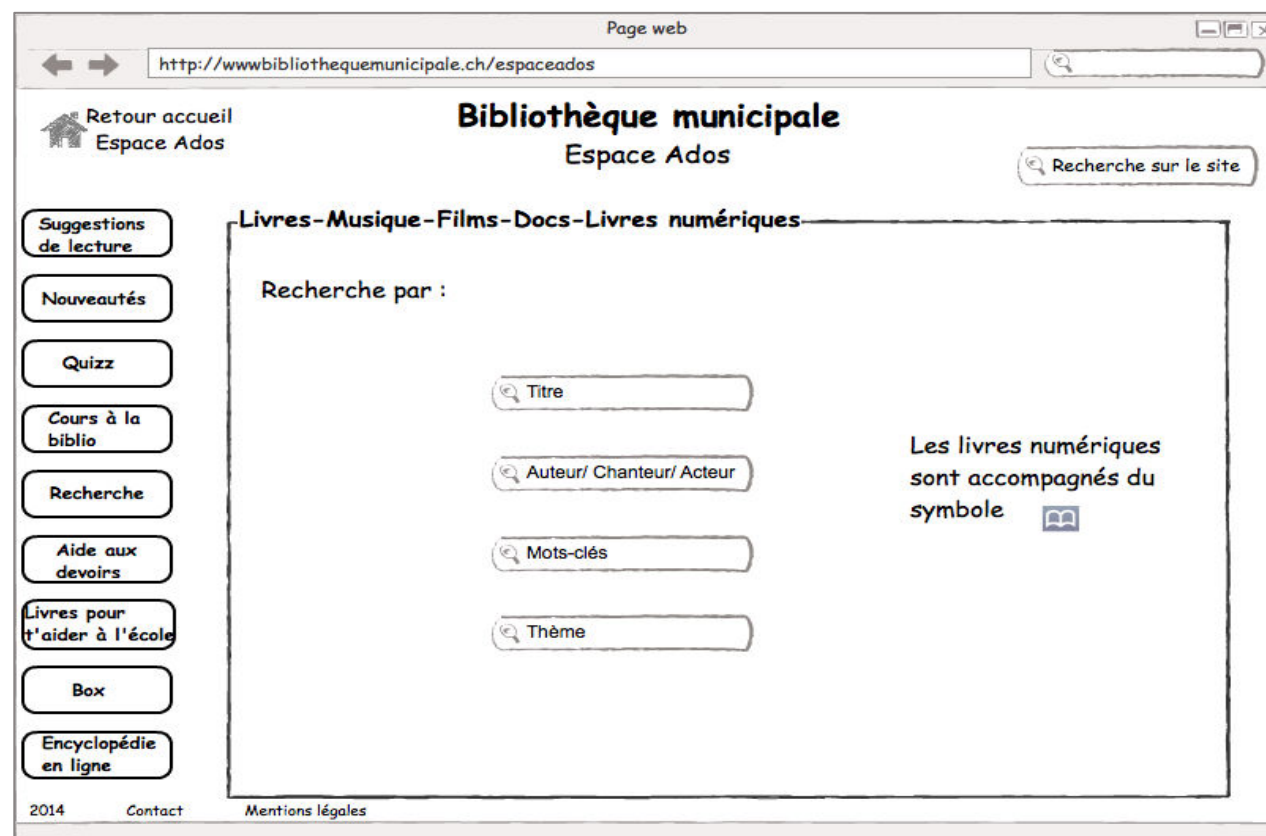 Page web
http://wwwbibliothequemunicipale.ch/espaceados
Retour accueil
Espace Ados
Bibliothèque municipale
Espace Ados
Recherche sur le site
Suggestions
de lecture
Nouveautés
Quizz
Cours à la
biblio
Recherche
Aide aux
devoirs
Livres pour
t'aider à l'école
Box
Encyclopédie
en ligne
Livres-Musique-Films-Docs-Livres numériques
Recherche par :
Titre
Auteur/ Chanteur/ Acteur
Mots-clés
Thème
Les livres numériques
sont accompagnés du
symbole
2014 Contact Mentions légales